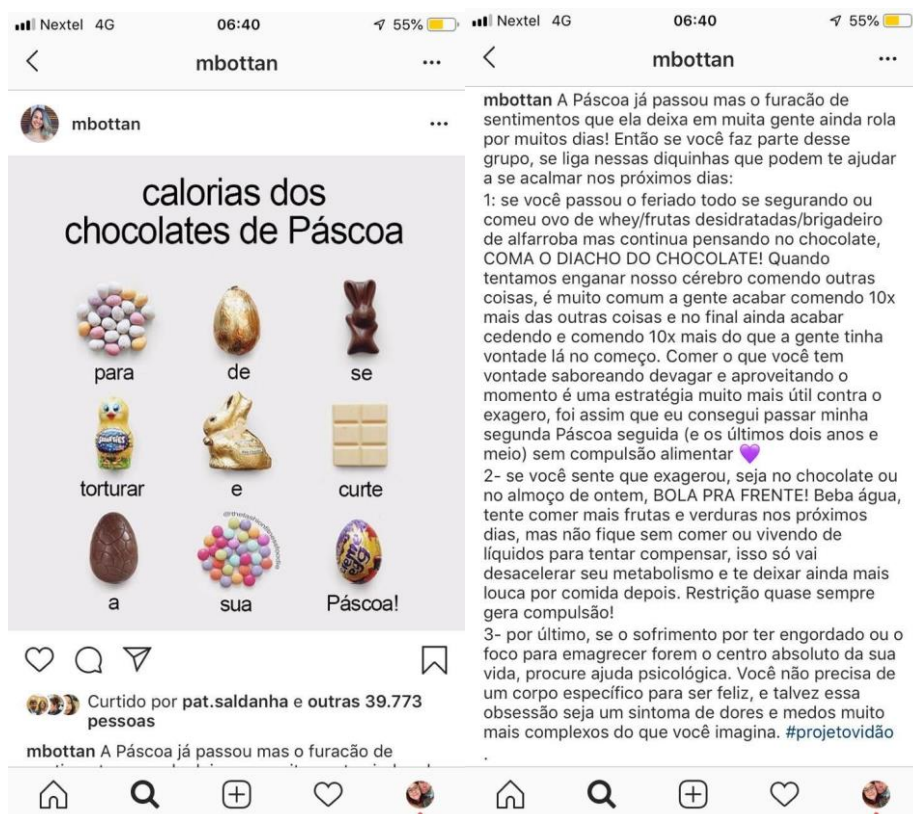 Nextel 4G 06:40 55%
mbottan
mbottan
calorias dos
chocolates de Páscoa
para de se
torturar e curte
a sua Páscoa!
Curtido por pat.saldanha e outras 39.773
pessoas
mbottan A Páscoa já passou mas o furacão de
Nextel 4G 06:40 55%
mbottan
mbottan A Páscoa já passou mas o furacão de
sentimentos que ela deixa em muita gente ainda rola
por muitos dias! Então se você faz parte desse
grupo, se liga nessas diquinhas que podem te ajudar
a se acalmar nos próximos dias:
1: se você passou o feriado todo se segurando ou
comeu ovo de whey/frutas desidratadas/brigadeiro
de alfarroba mas continua pensando no chocolate,
COMA O DIACHO DO CHOCOLATE! Quando
tentamos enganar nosso cérebro comendo outras
coisas, é muito comum a gente acabar comendo 10x
mais das outras coisas e no final ainda acabar
cedendo e comendo 10x mais do que a gente tinha
vontade lá no começo. Comer o que você tem
vontade saboreando devagar e aproveitando o
momento é uma estratégia muito mais útil contra o
exagero, foi assim que eu consegui passar minha
segunda Páscoa seguida (e os últimos dois anos e
meio) sem compulsão alimentar 💜
2- se você sente que exagerou, seja no chocolate ou
no almoço de ontem, BOLA PRA FRENTE! Beba água,
tente comer mais frutas e verduras nos próximos
dias, mas não fique sem comer ou vivendo de
líquidos para tentar compensar, isso só vai
desacelerar seu metabolismo e te deixar ainda mais
louca por comida depois. Restrição quase sempre
gera compulsão!
3- por último, se o sofrimento por ter engordado ou o
foco para emagrecer forem o centro absoluto da sua
vida, procure ajuda psicológica. Você não precisa de
um corpo específico para ser feliz, e talvez essa
obsessão seja um sintoma de dores e medos muito
mais complexos do que você imagina. #projetovidão
.